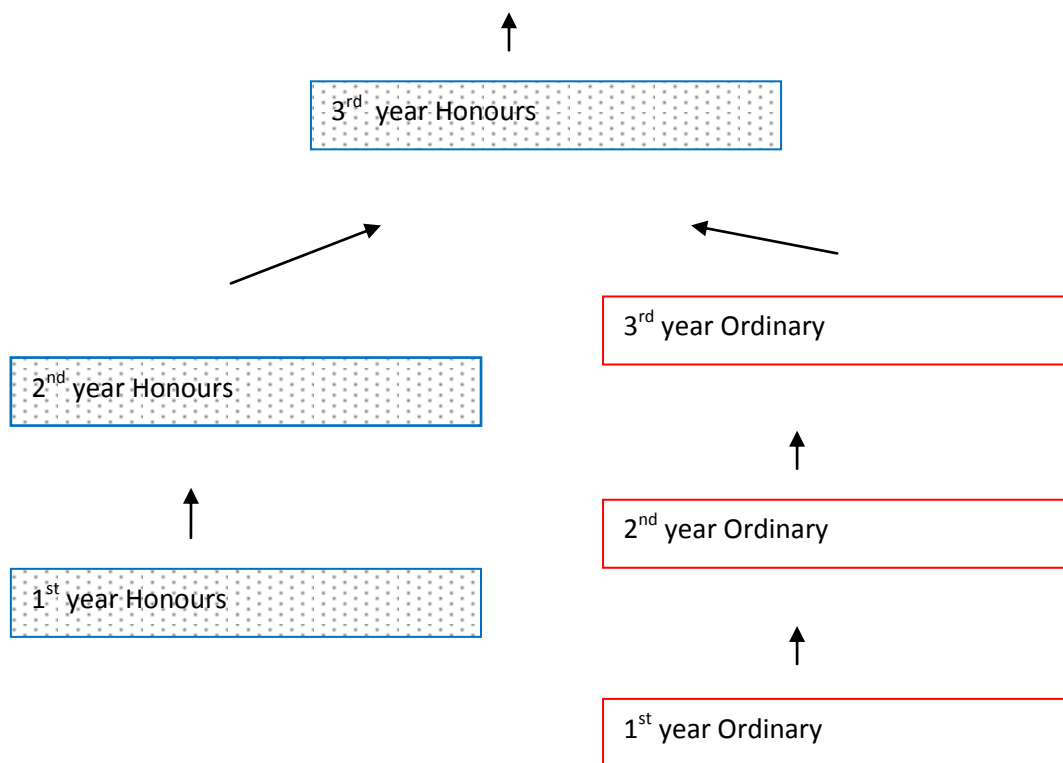 3rd year Honours
3rd year Ordinary
2nd year Honours
2nd year Ordinary
1st year Honours
1st year Ordinary